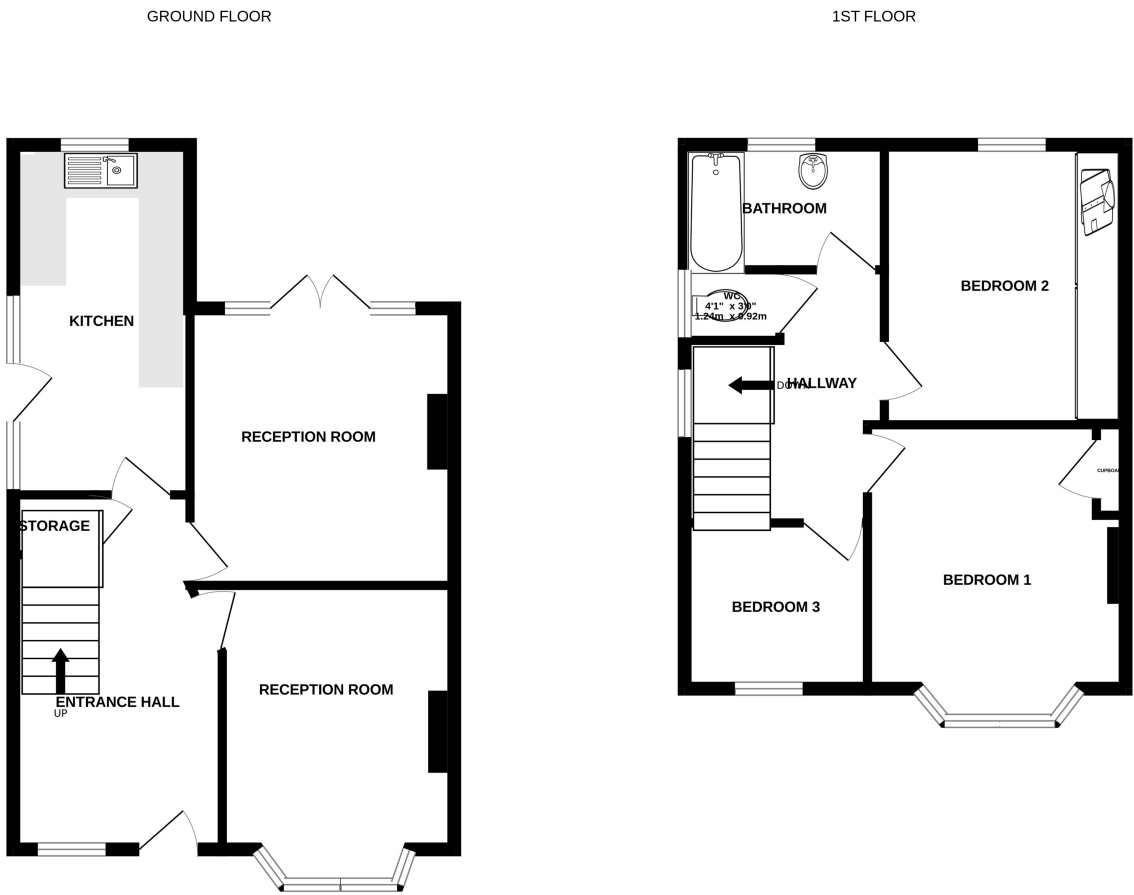 GROUND FLOOR
1ST FLOOR
KITCHEN
RECEPTION ROOM
STORAGE
RECEPTION ROOM
ENTRANCE HALL
UP
BATHROOM
BEDROOM 2
WC
4'1" x 3'0"
1.24m x 0.92m
DOWN
HALLWAY
BEDROOM 1
BEDROOM 3